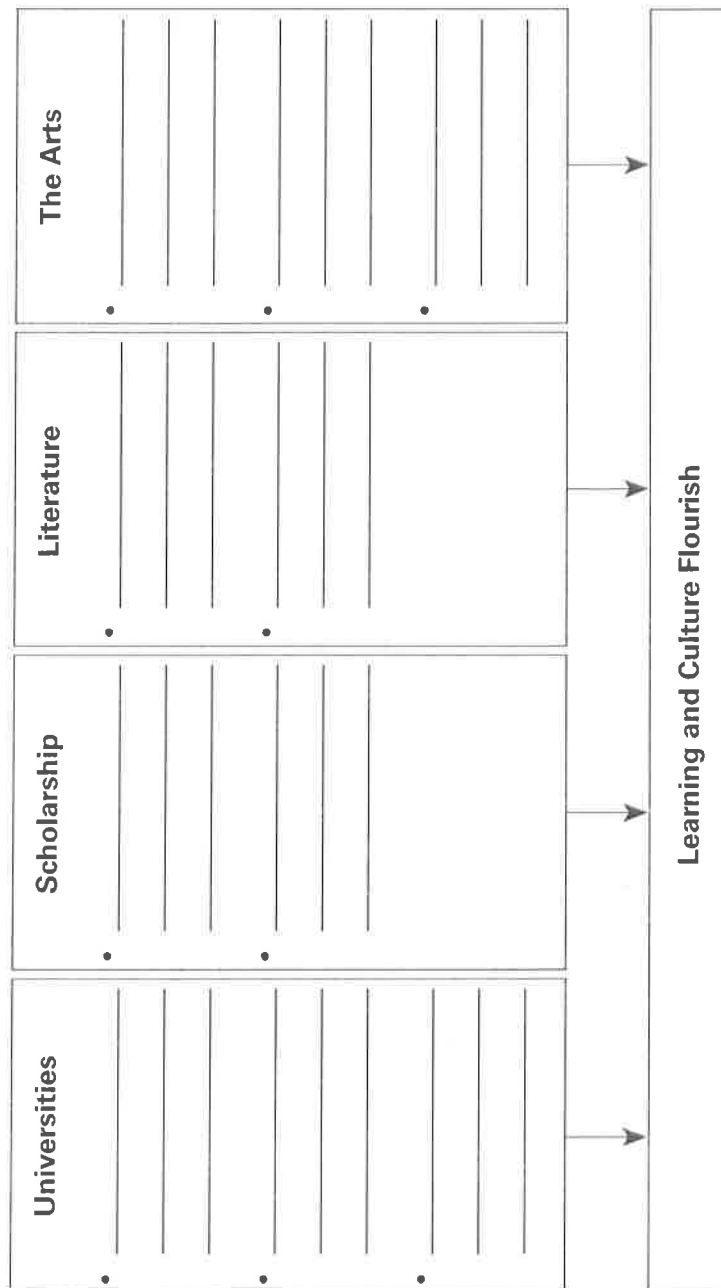 Universities
Scholarship
Literature
The Arts
Learning and Culture Flourish